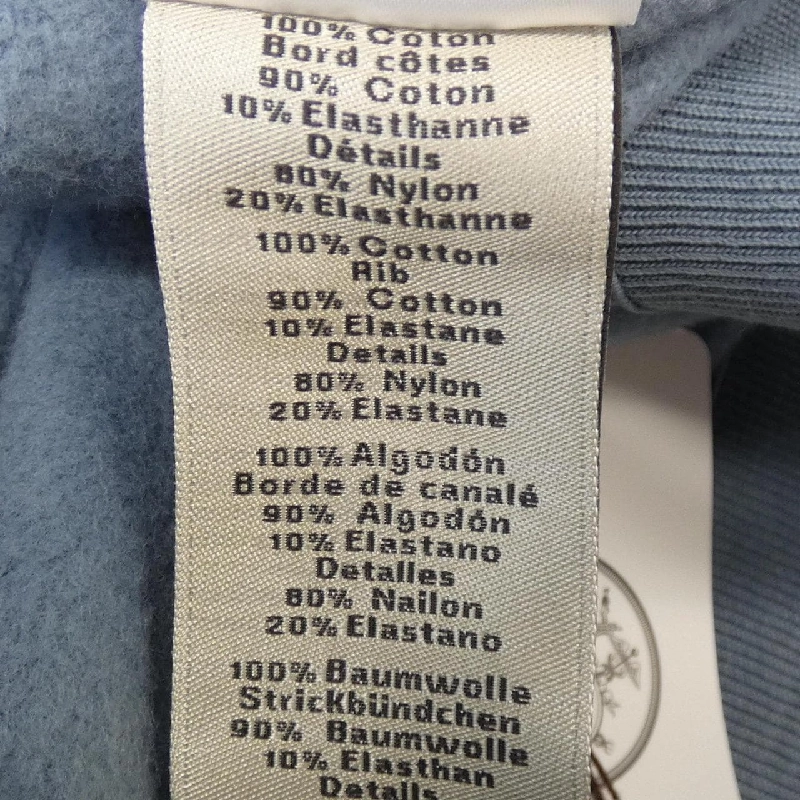 100% Coton
Bord côtes
90% Coton
10% Elasthanne
Détails
80% Nylon
20% Elasthanne
100% Cotton
Rib
90% Cotton
10% Elastane
Details
80% Nylon
20% Elastane
100% Algodón
Borde de canalé
90% Algodón
10% Elastano
Detalles
80% Nailon
20% Elastano
100% Baumwolle
Strickbündchen
90% Baumwolle
10% Elasthan
Details